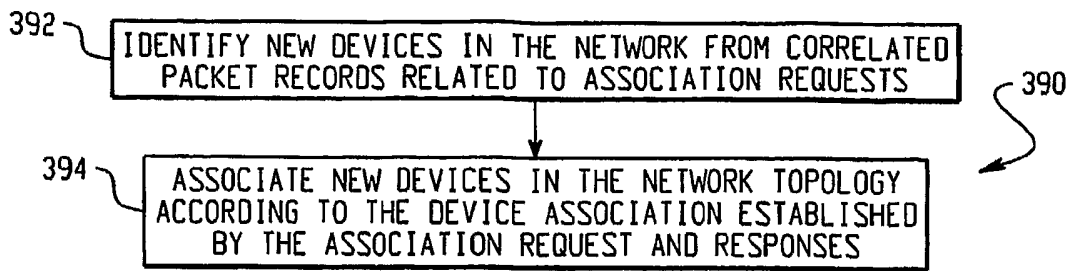 392
IDENTIFY NEW DEVICES IN THE NETWORK FROM CORRELATED
PACKET RECORDS RELATED TO ASSOCIATION REQUESTS
390
394
ASSOCIATE NEW DEVICES IN THE NETWORK TOPOLOGY
ACCORDING TO THE DEVICE ASSOCIATION ESTABLISHED
BY THE ASSOCIATION REQUEST AND RESPONSES